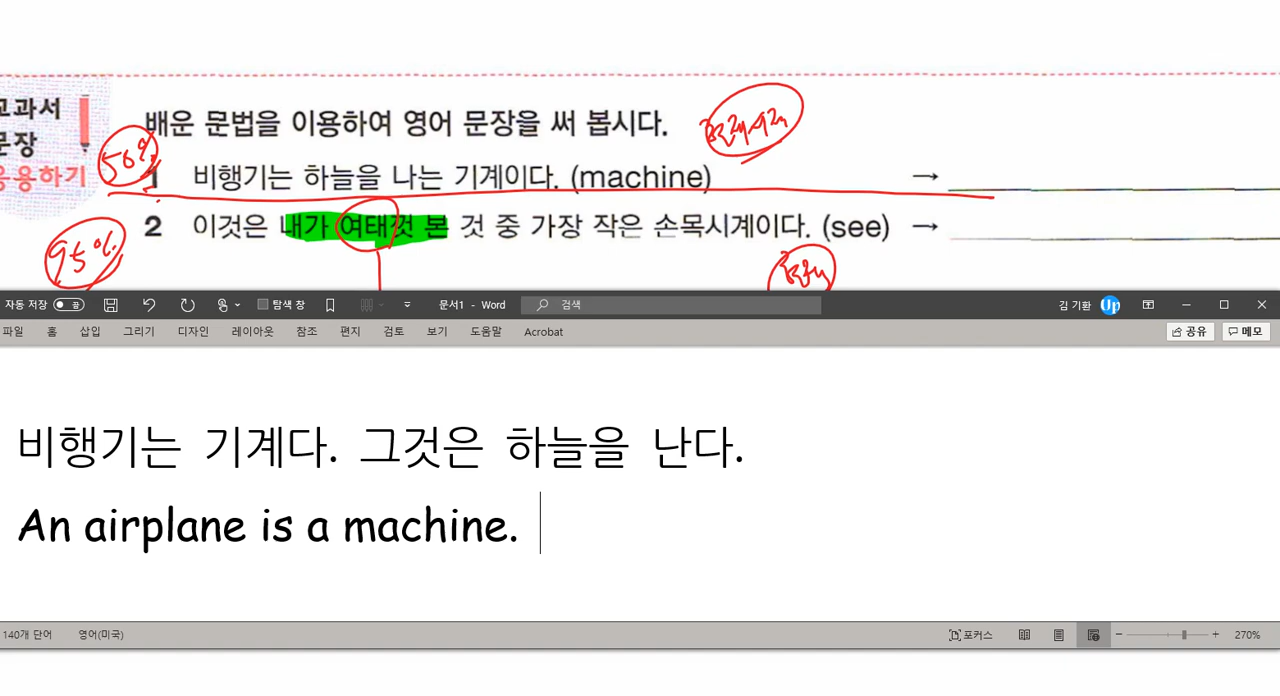 교과서
문장
응용하기
배운 문법을 이용하여 영어 문장을 써 봅시다.
50%
1 비행기는 하늘을 나는 기계이다. (machine) →
2 이것은 내가 여태껏 본 것 중 가장 작은 손목시계이다. (see) →
95%
자동 저장 끔 탐색 창 문서1 - Word 검색 김 기환 Up
파일 홈 삽입 그리기 디자인 레이아웃 참조 편지 검토 보기 도움말 Acrobat 공유 메모
비행기는 기계다. 그것은 하늘을 난다.
An airplane is a machine.
140개 단어 영어(미국) 포커스 270%